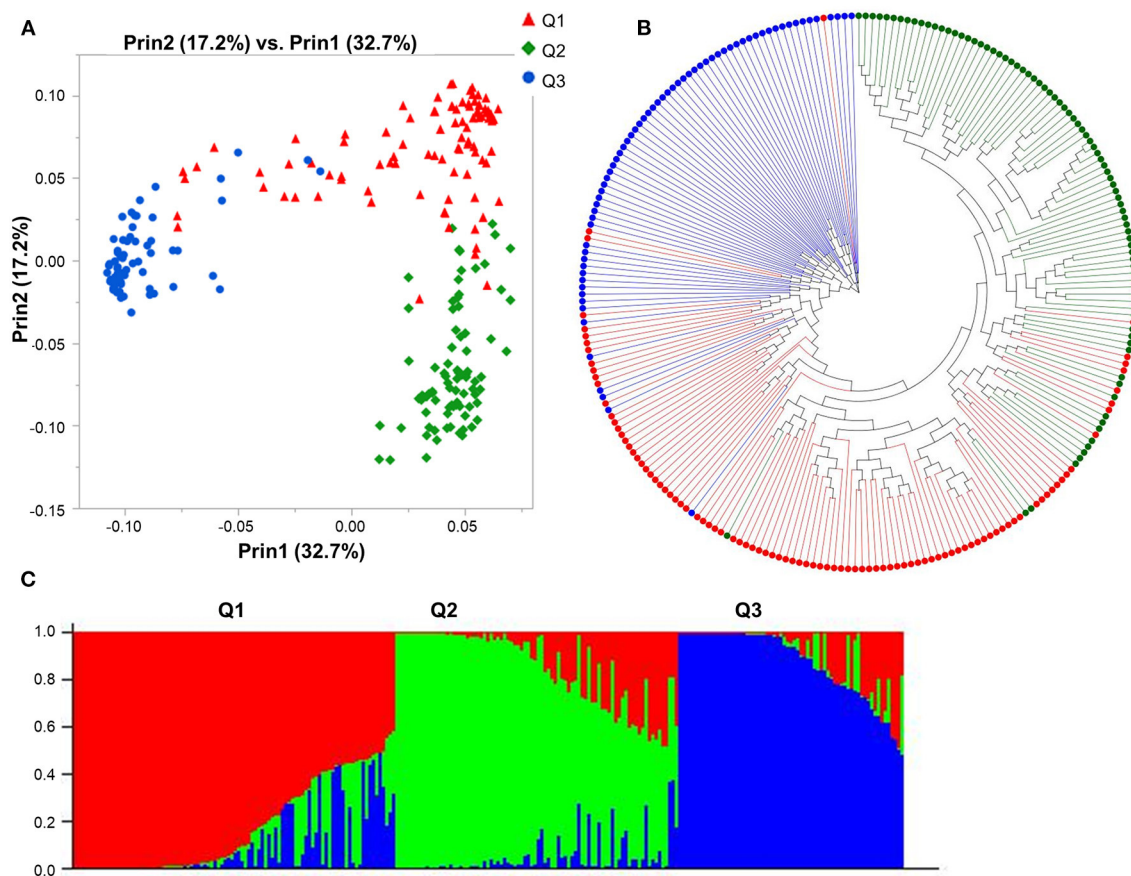 A
Q1
Q2
Q3
Prin2 (17.2%) vs. Prin1 (32.7%)
0.10
0.05
0.00
-0.05
-0.10
-0.15
Prin2 (17.2%)
-0.10
-0.05
0.00
0.05
Prin1 (32.7%)
B
C
Q1
Q2
Q3
1.0
0.8
0.6
0.4
0.2
0.0